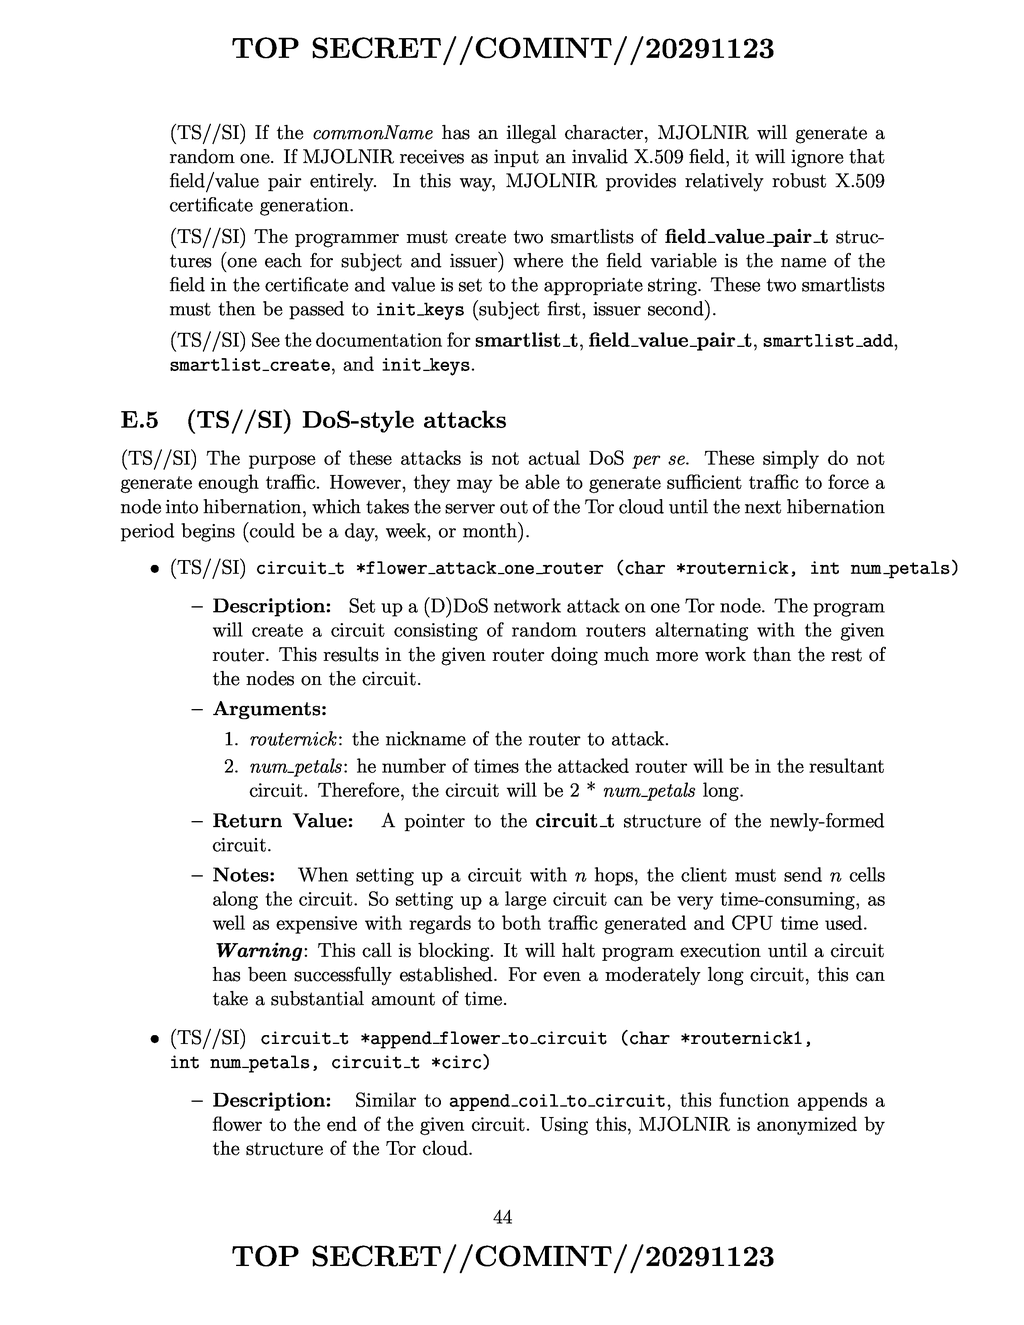 TOP SECRET//COMINT//20291123
(TS//SI) If the commonName has an illegal character, MJOLNIR will generate a
random one. If MJOLNIR receives as input an invalid X.509 field, it will ignore that
field/value pair entirely. In this way, MJOLNIR provides relatively robust X.509
certificate generation.
(TS//SI) The programmer must create two smartlists of field_value_pair_t struc-
tures (one each for subject and issuer) where the field variable is the name of the
field in the certificate and value is set to the appropriate string. These two smartlists
must then be passed to init_keys (subject first, issuer second).
(TS//SI) See the documentation for smartlist_t, field_value_pair_t, smartlist_add,
smartlist_create, and init_keys.
E.5 (TS//SI) DoS-style attacks
(TS//SI) The purpose of these attacks is not actual DoS per se. These simply do not
generate enough traffic. However, they may be able to generate sufficient traffic to force a
node into hibernation, which takes the server out of the Tor cloud until the next hibernation
period begins (could be a day, week, or month).
• (TS//SI) circuit_t *flower_attack_one_router (char *routernick, int num_petals)
– Description: Set up a (D)DoS network attack on one Tor node. The program
will create a circuit consisting of random routers alternating with the given
router. This results in the given router doing much more work than the rest of
the nodes on the circuit.
– Arguments:
1. routernick: the nickname of the router to attack.
2. num_petals: he number of times the attacked router will be in the resultant
circuit. Therefore, the circuit will be 2 * num_petals long.
– Return Value: A pointer to the circuit_t structure of the newly-formed
circuit.
– Notes: When setting up a circuit with n hops, the client must send n cells
along the circuit. So setting up a large circuit can be very time-consuming, as
well as expensive with regards to both traffic generated and CPU time used.
Warning: This call is blocking. It will halt program execution until a circuit
has been successfully established. For even a moderately long circuit, this can
take a substantial amount of time.
• (TS//SI) circuit_t *append_flower_to_circuit (char *routernick1,
int num_petals, circuit_t *circ)
– Description: Similar to append_coil_to_circuit, this function appends a
flower to the end of the given circuit. Using this, MJOLNIR is anonymized by
the structure of the Tor cloud.
44
TOP SECRET//COMINT//20291123